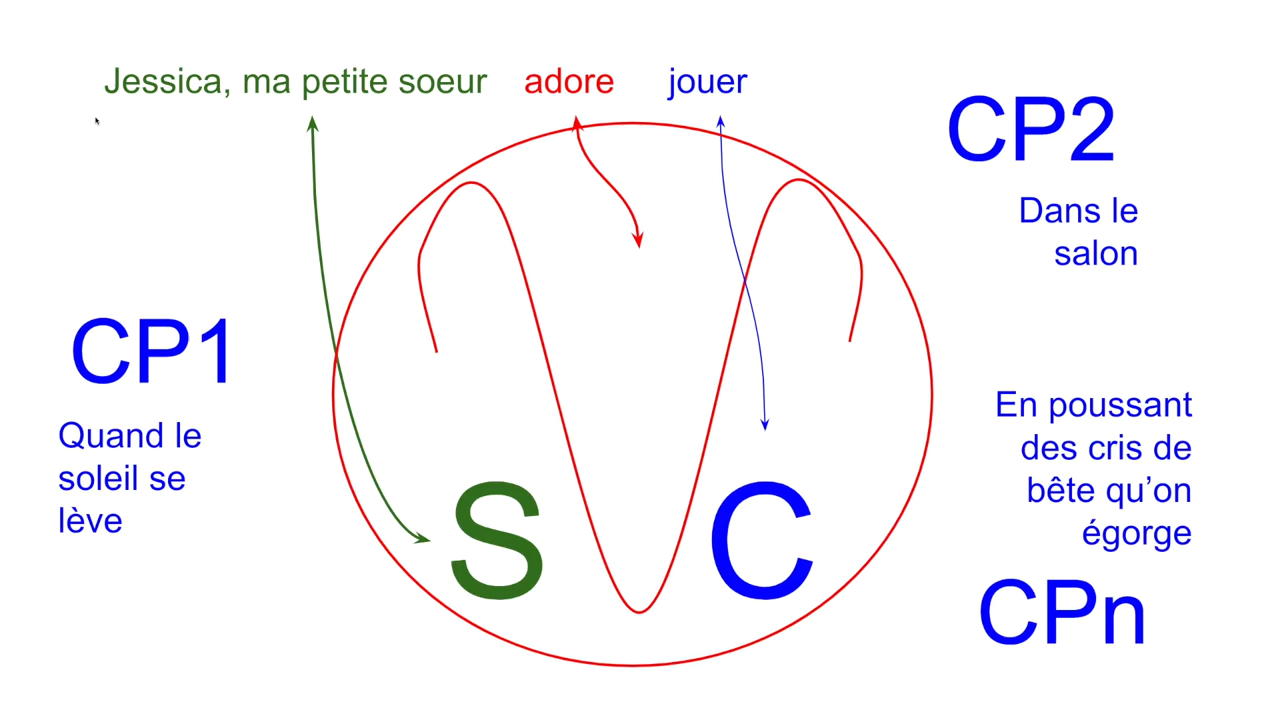 Jessica, ma petite soeur adore jouer
CP2
Dans le
salon
CP1
Quand le
soleil se
lève
En poussant
des cris de
bête qu'on
égorge
S C
CPn